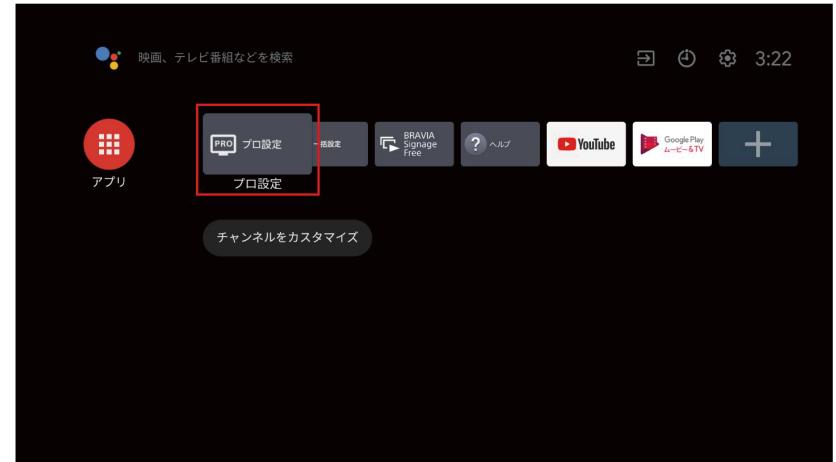 映画、テレビ番組などを検索
3:22
アプリ
PRO プロ設定
一括設定
BRAVIA
Signage
Free
? ヘルプ
YouTube
Google Play
ムービー&TV
プロ設定
チャンネルをカスタマイズ